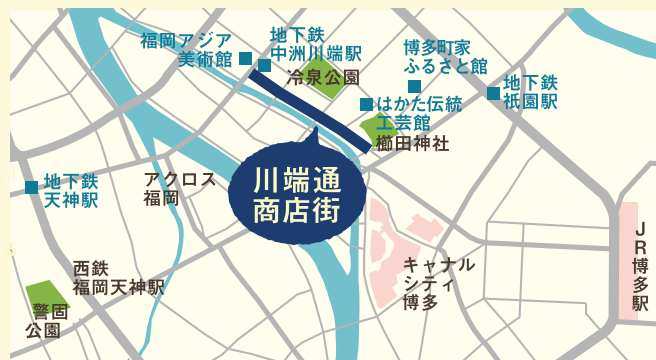 福岡アジア
美術館
地下鉄
中洲川端駅
冷泉公園
博多町家
ふるさと館
はかた伝統
工芸館
地下鉄
祇園駅
櫛田神社
川端通
商店街
地下鉄
天神駅
アクロス
福岡
西鉄
福岡天神駅
警固
公園
キャナル
シティ
博多
JR博多駅